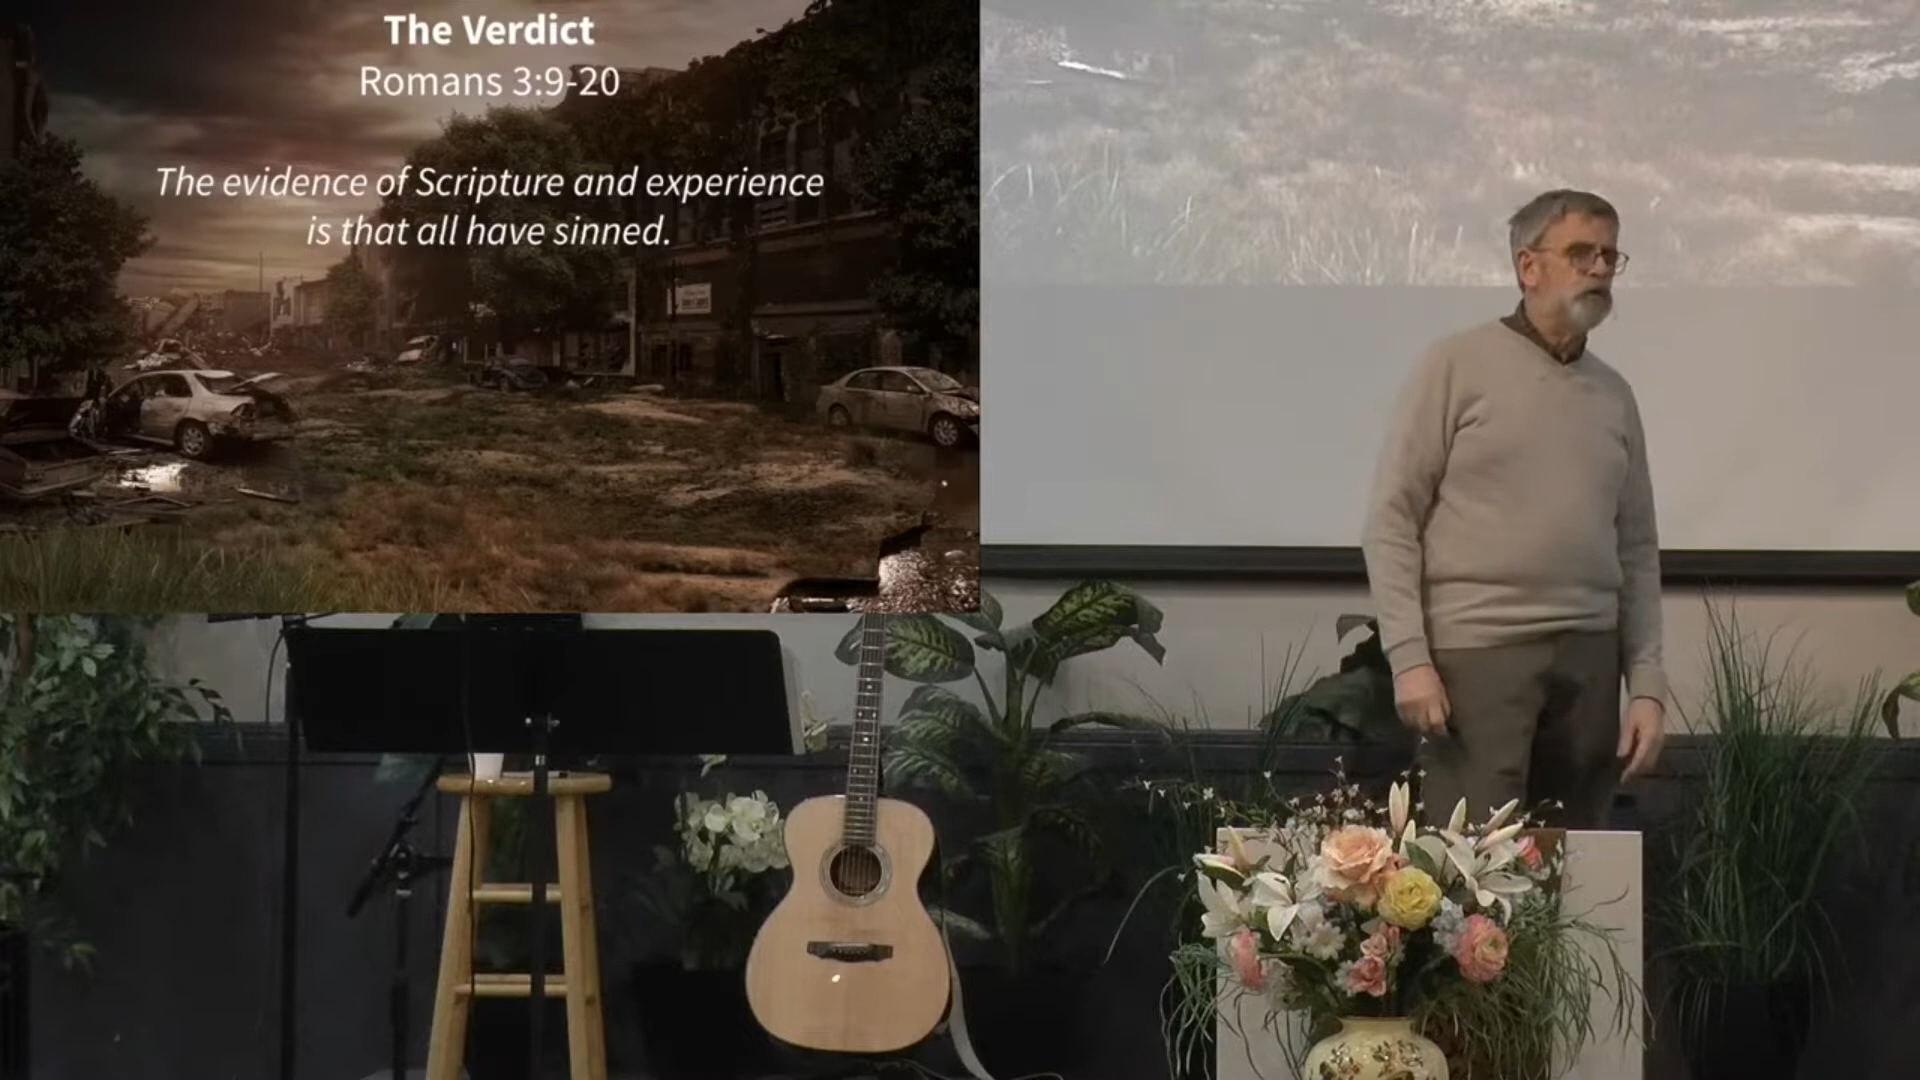 The Verdict
Romans 3:9-20
The evidence of Scripture and experience
is that all have sinned.